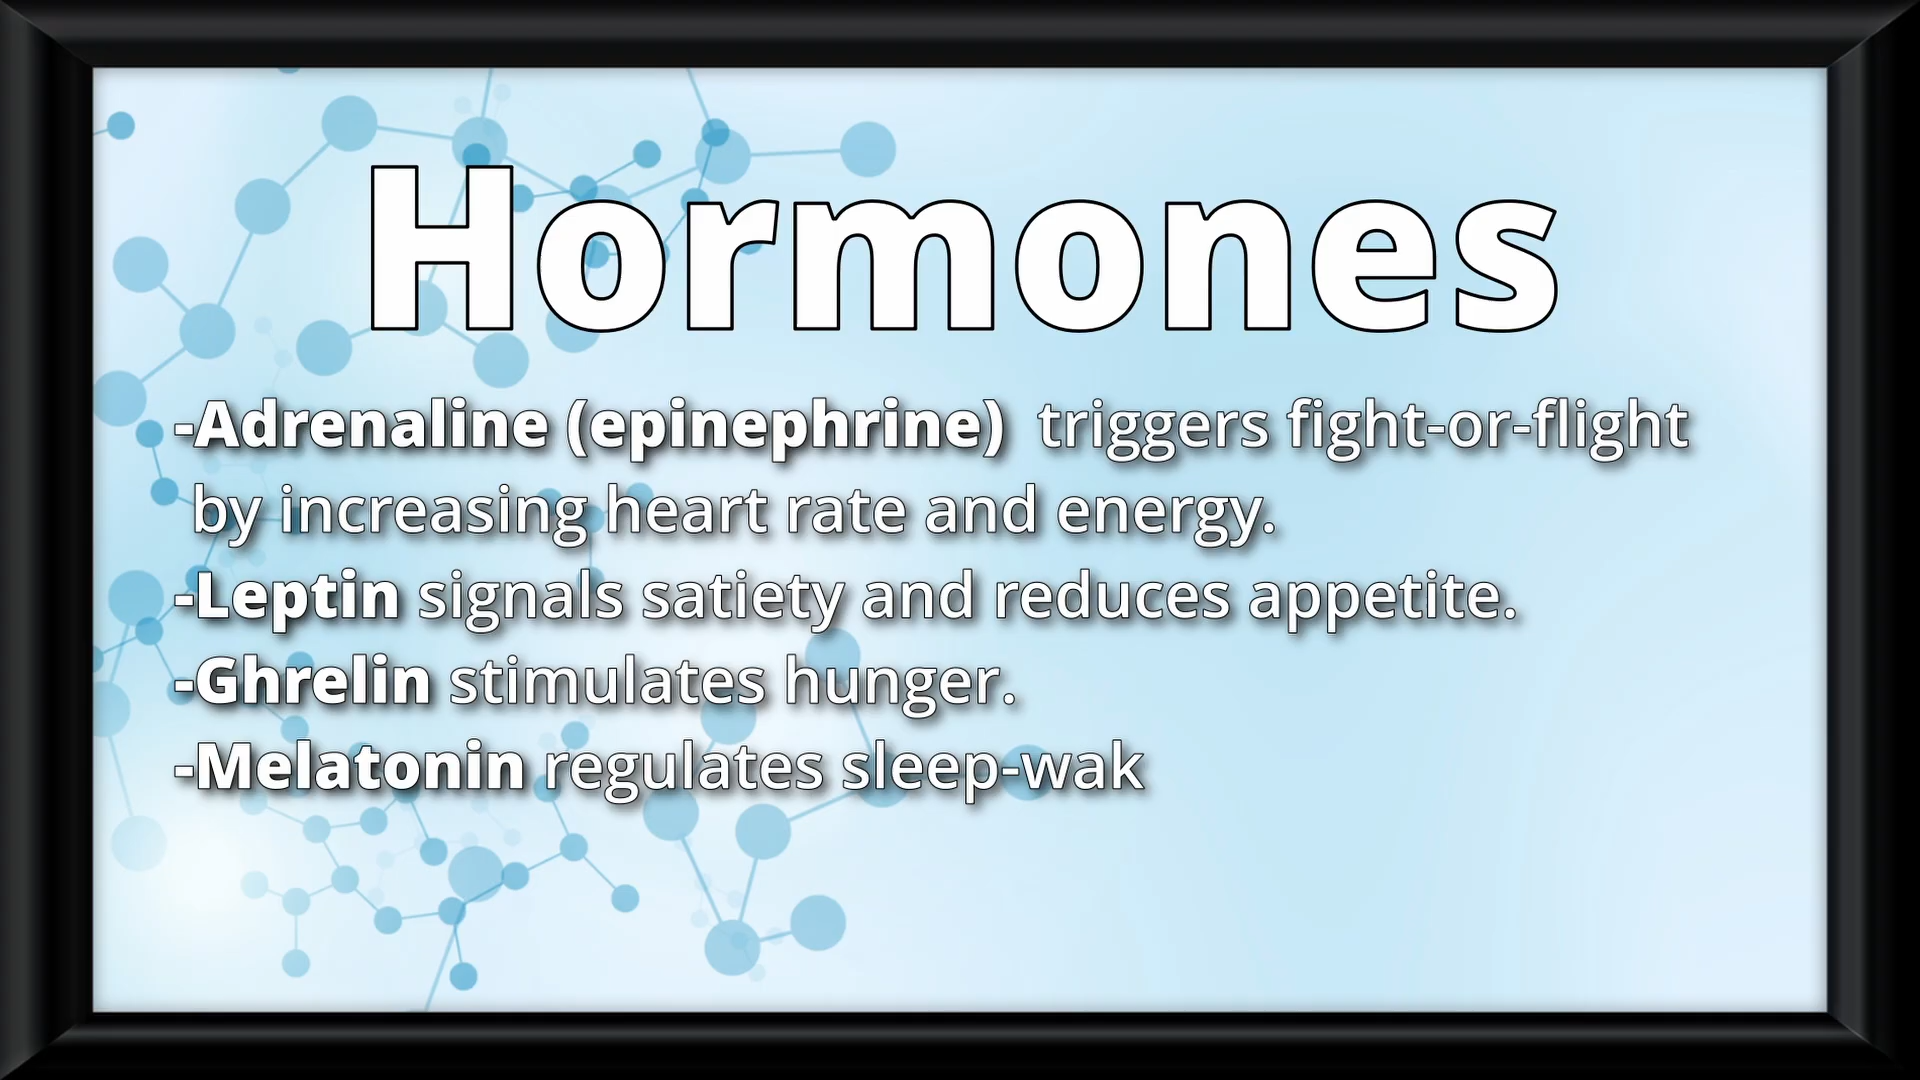 Hormones
-Adrenaline (epinephrine) triggers fight-or-flight
by increasing heart rate and energy.
-Leptin signals satiety and reduces appetite.
-Ghrelin stimulates hunger.
-Melatonin regulates sleep-wak